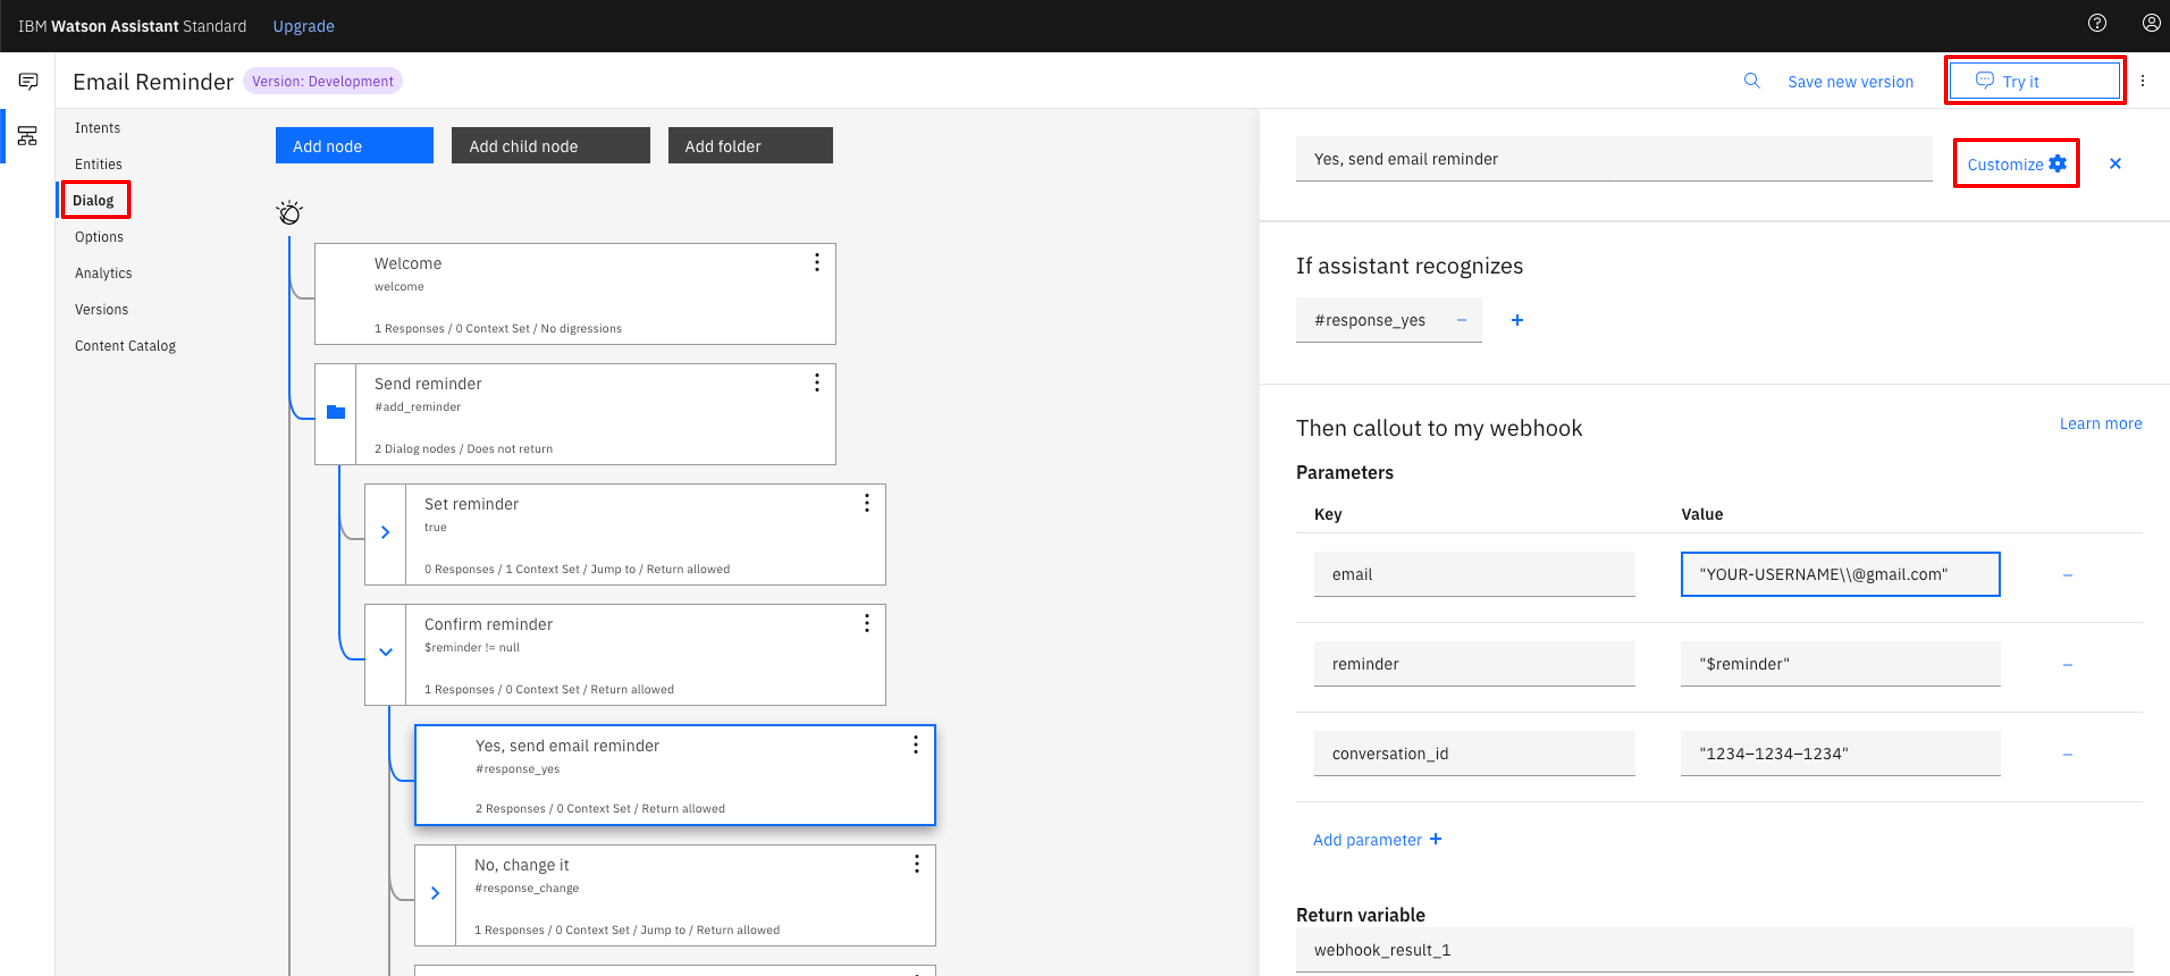 IBM Watson Assistant Standard Upgrade
Email Reminder Version: Development
Save new version
Try it
Intents
Entities
Dialog
Options
Analytics
Versions
Content Catalog
Add node
Add child node
Add folder
Welcome
welcome
1 Responses / 0 Context Set / No digressions
Send reminder
#add_reminder
2 Dialog nodes / Does not return
Set reminder
true
0 Responses / 1 Context Set / Jump to / Return allowed
Confirm reminder
$reminder != null
1 Responses / 0 Context Set / Return allowed
Yes, send email reminder
#response_yes
2 Responses / 0 Context Set / Return allowed
No, change it
#response_change
1 Responses / 0 Context Set / Jump to / Return allowed
Yes, send email reminder
Customize
If assistant recognizes
#response_yes
Then callout to my webhook
Learn more
Parameters
Key Value
email "YOUR-USERNAME\\@gmail.com"
reminder "$reminder"
conversation_id "1234–1234–1234"
Add parameter +
Return variable
webhook_result_1